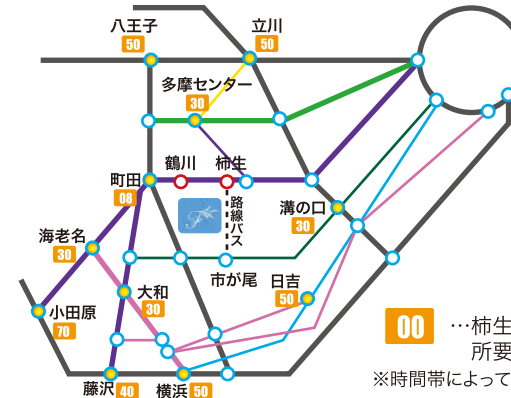 八王子
50
立川
50
多摩センター
30
鶴川
柿生
町田
08
路線バス
溝の口
30
海老名
30
市が尾
日吉
50
大和
30
小田原
70
藤沢
40
横浜
50
00
…柿生
所要
※時間帯によって